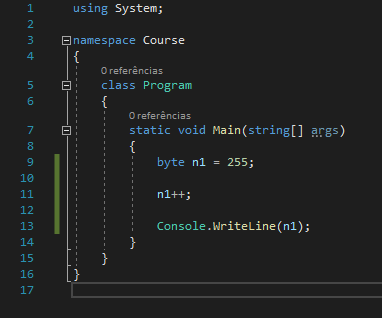 1 using System;
2
3 namespace Course
4 {
0 referências
5 class Program
6 {
0 referências
7 static void Main(string[] args)
8 {
9 byte n1 = 255;
10
11 n1++;
12
13 Console.WriteLine(n1);
14 }
15 }
16 }
17